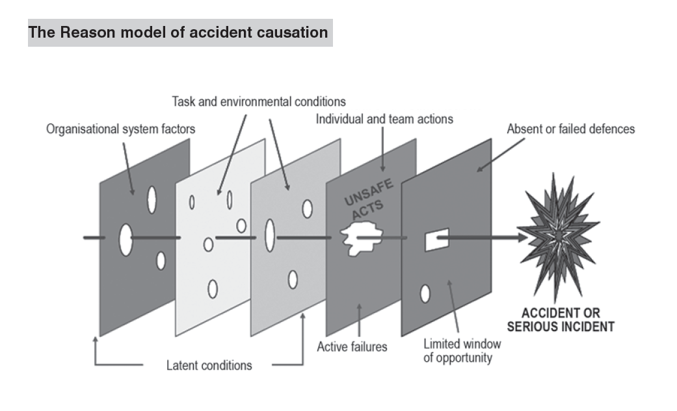 The Reason model of accident causation
Task and environmental conditions
Organisational system factors
Individual and team actions
Absent or failed defences
UNSAFE
ACTS
ACCIDENT OR
SERIOUS INCIDENT
Active failures
Limited window
of opportunity
Latent conditions